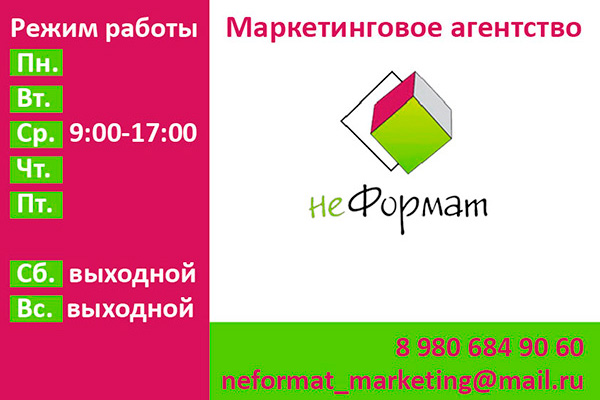 Режим работы
Пн.
Вт.
Ср. 9:00-17:00
Чт.
Пт.
Сб. выходной
Вс. выходной
Маркетинговое агентство
неФормат
8 980 684 90 60
neformat_marketing@mail.ru